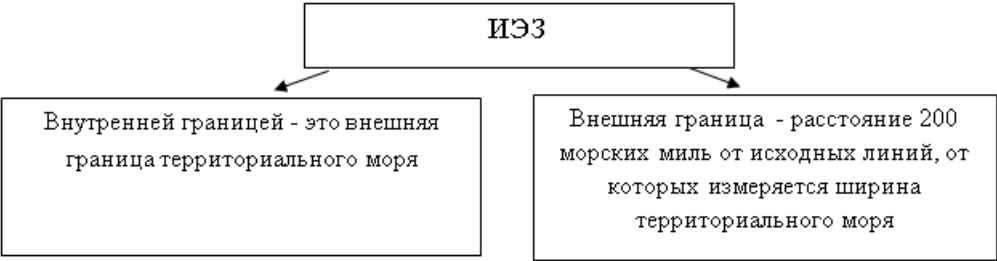 ИЭЗ
Внутренней границей - это внешняя
граница территориального моря
Внешняя граница - расстояние 200
морских миль от исходных линий, от
которых измеряется ширина
территориального моря